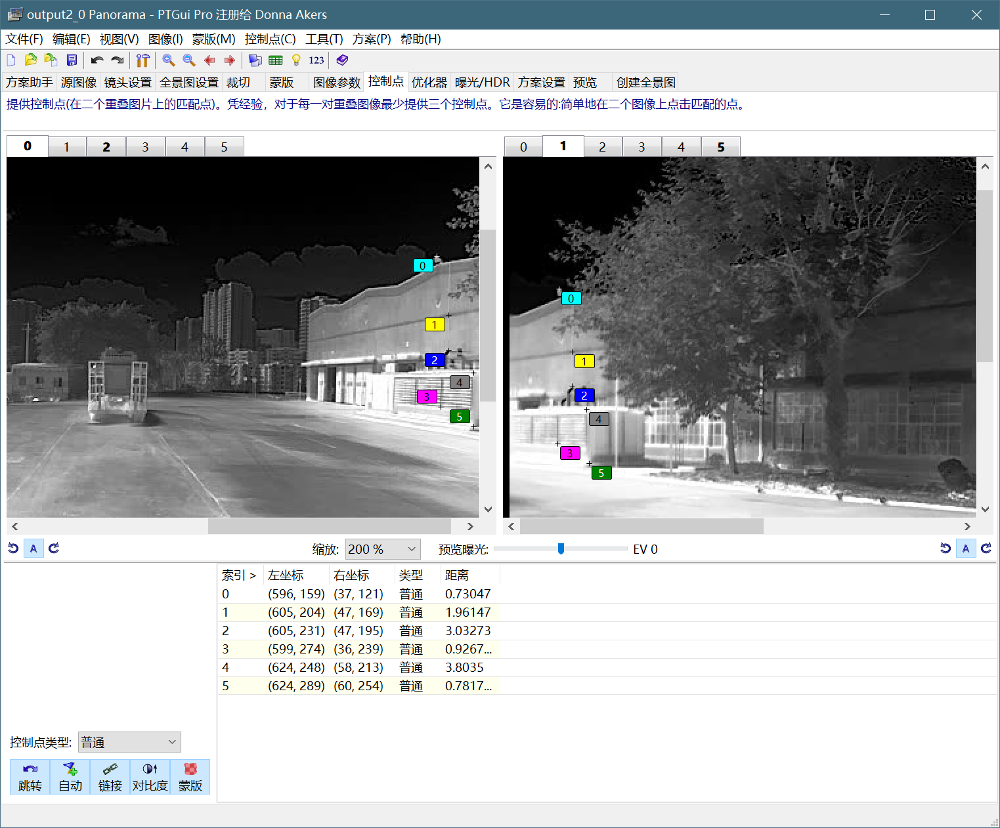 output2_0 Panorama - PTGui Pro 注册给 Donna Akers
文件(F) 编辑(E) 视图(V) 图像(I) 蒙版(M) 控制点(C) 工具(T) 方案(P) 帮助(H)
123
方案助手 源图像 镜头设置 全景图设置 裁切 蒙版 图像参数 控制点 优化器 曝光/HDR 方案设置 预览 创建全景图
提供控制点(在二个重叠图片上的匹配点)。凭经验，对于每一对重叠图像最少提供三个控制点。它是容易的:简单地在二个图像上点击匹配的点。
0 1 2 3 4 5
0 1 2 3 4 5
0
1
2
4
3
5
0
1
2
4
3
5
A 缩放: 200 % 预览曝光: EV 0 A
索引 > 左坐标 右坐标 类型 距离
0 (596, 159) (37, 121) 普通 0.73047
1 (605, 204) (47, 169) 普通 1.96147
2 (605, 231) (47, 195) 普通 3.03273
3 (599, 274) (36, 239) 普通 0.9267...
4 (624, 248) (58, 213) 普通 3.8035
5 (624, 289) (60, 254) 普通 0.7817...
控制点类型: 普通
跳转 自动 链接 对比度 蒙版